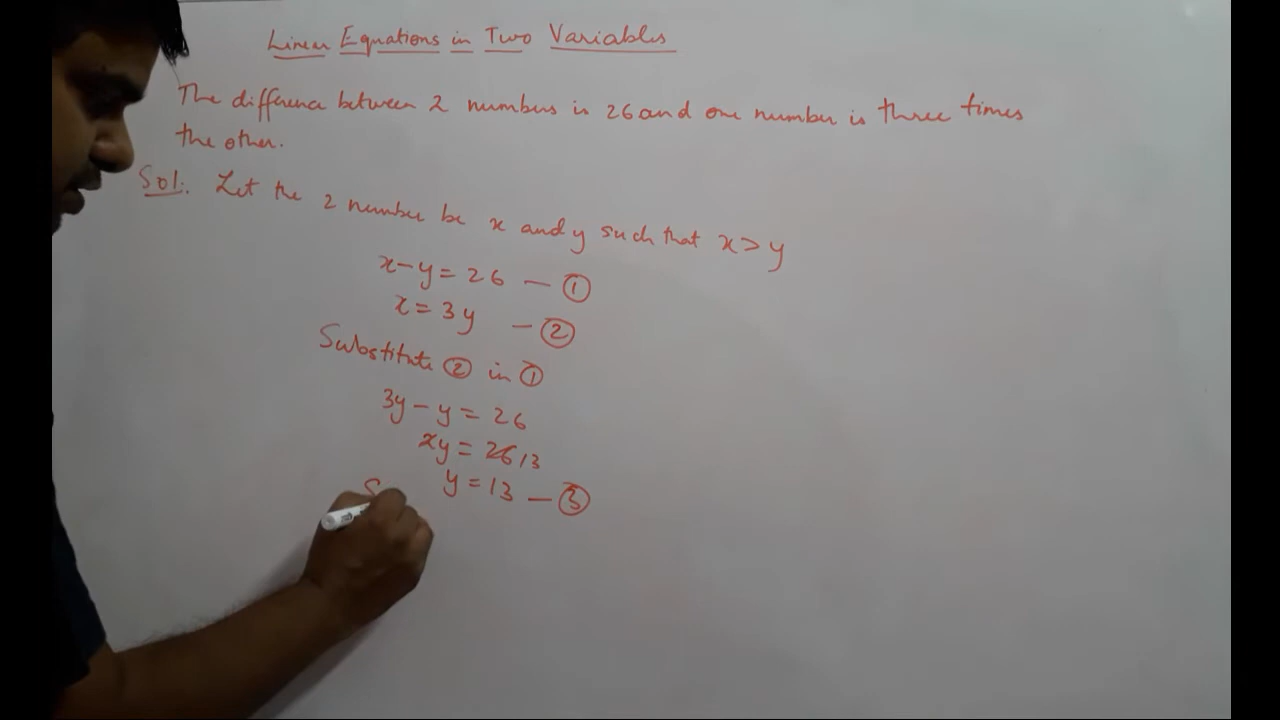 Linear Equations in Two Variables
The difference between 2 numbers is 26 and one number is three times
the other.
Sol: Let the 2 number be x and y such that x > y
x - y = 26 — ①
x = 3y — ②
Substitute ② in ①
3y - y = 26
2y = 26 13
y = 13 — ③
S